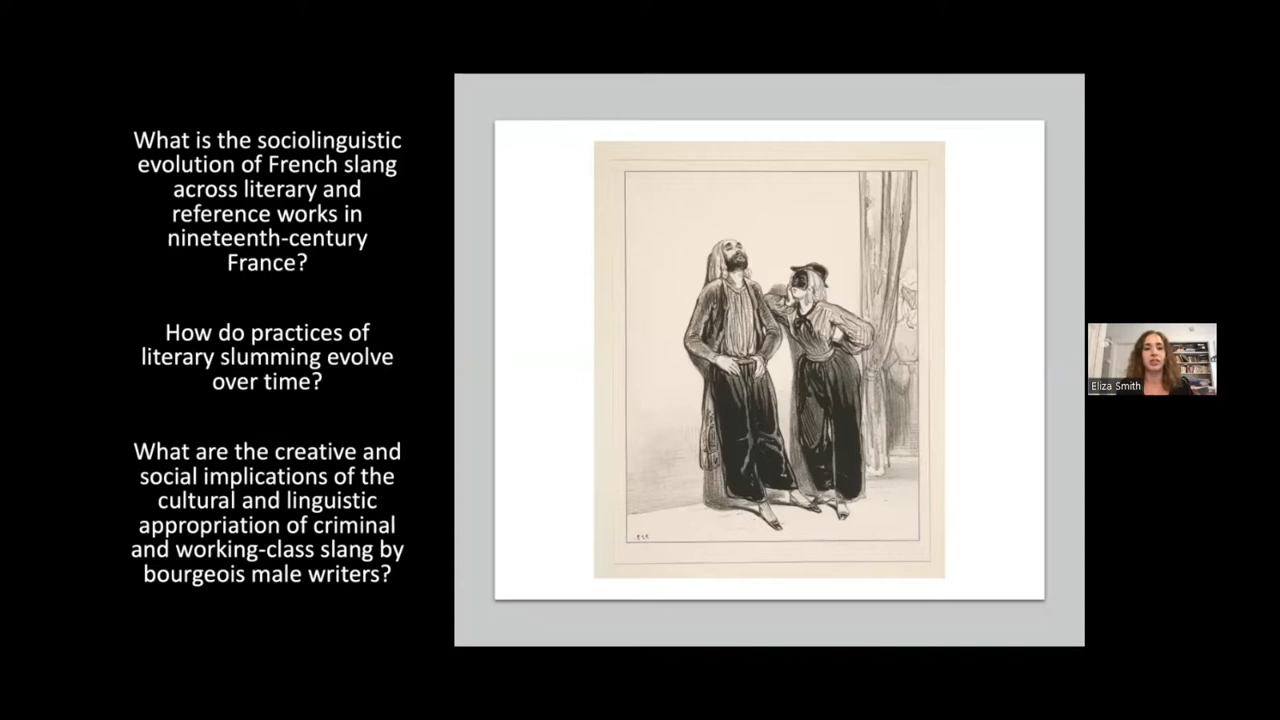 What is the sociolinguistic
evolution of French slang
across literary and
reference works in
nineteenth-century
France?
How do practices of
literary slumming evolve
over time?
What are the creative and
social implications of the
cultural and linguistic
appropriation of criminal
and working-class slang by
bourgeois male writers?
Eliza Smith